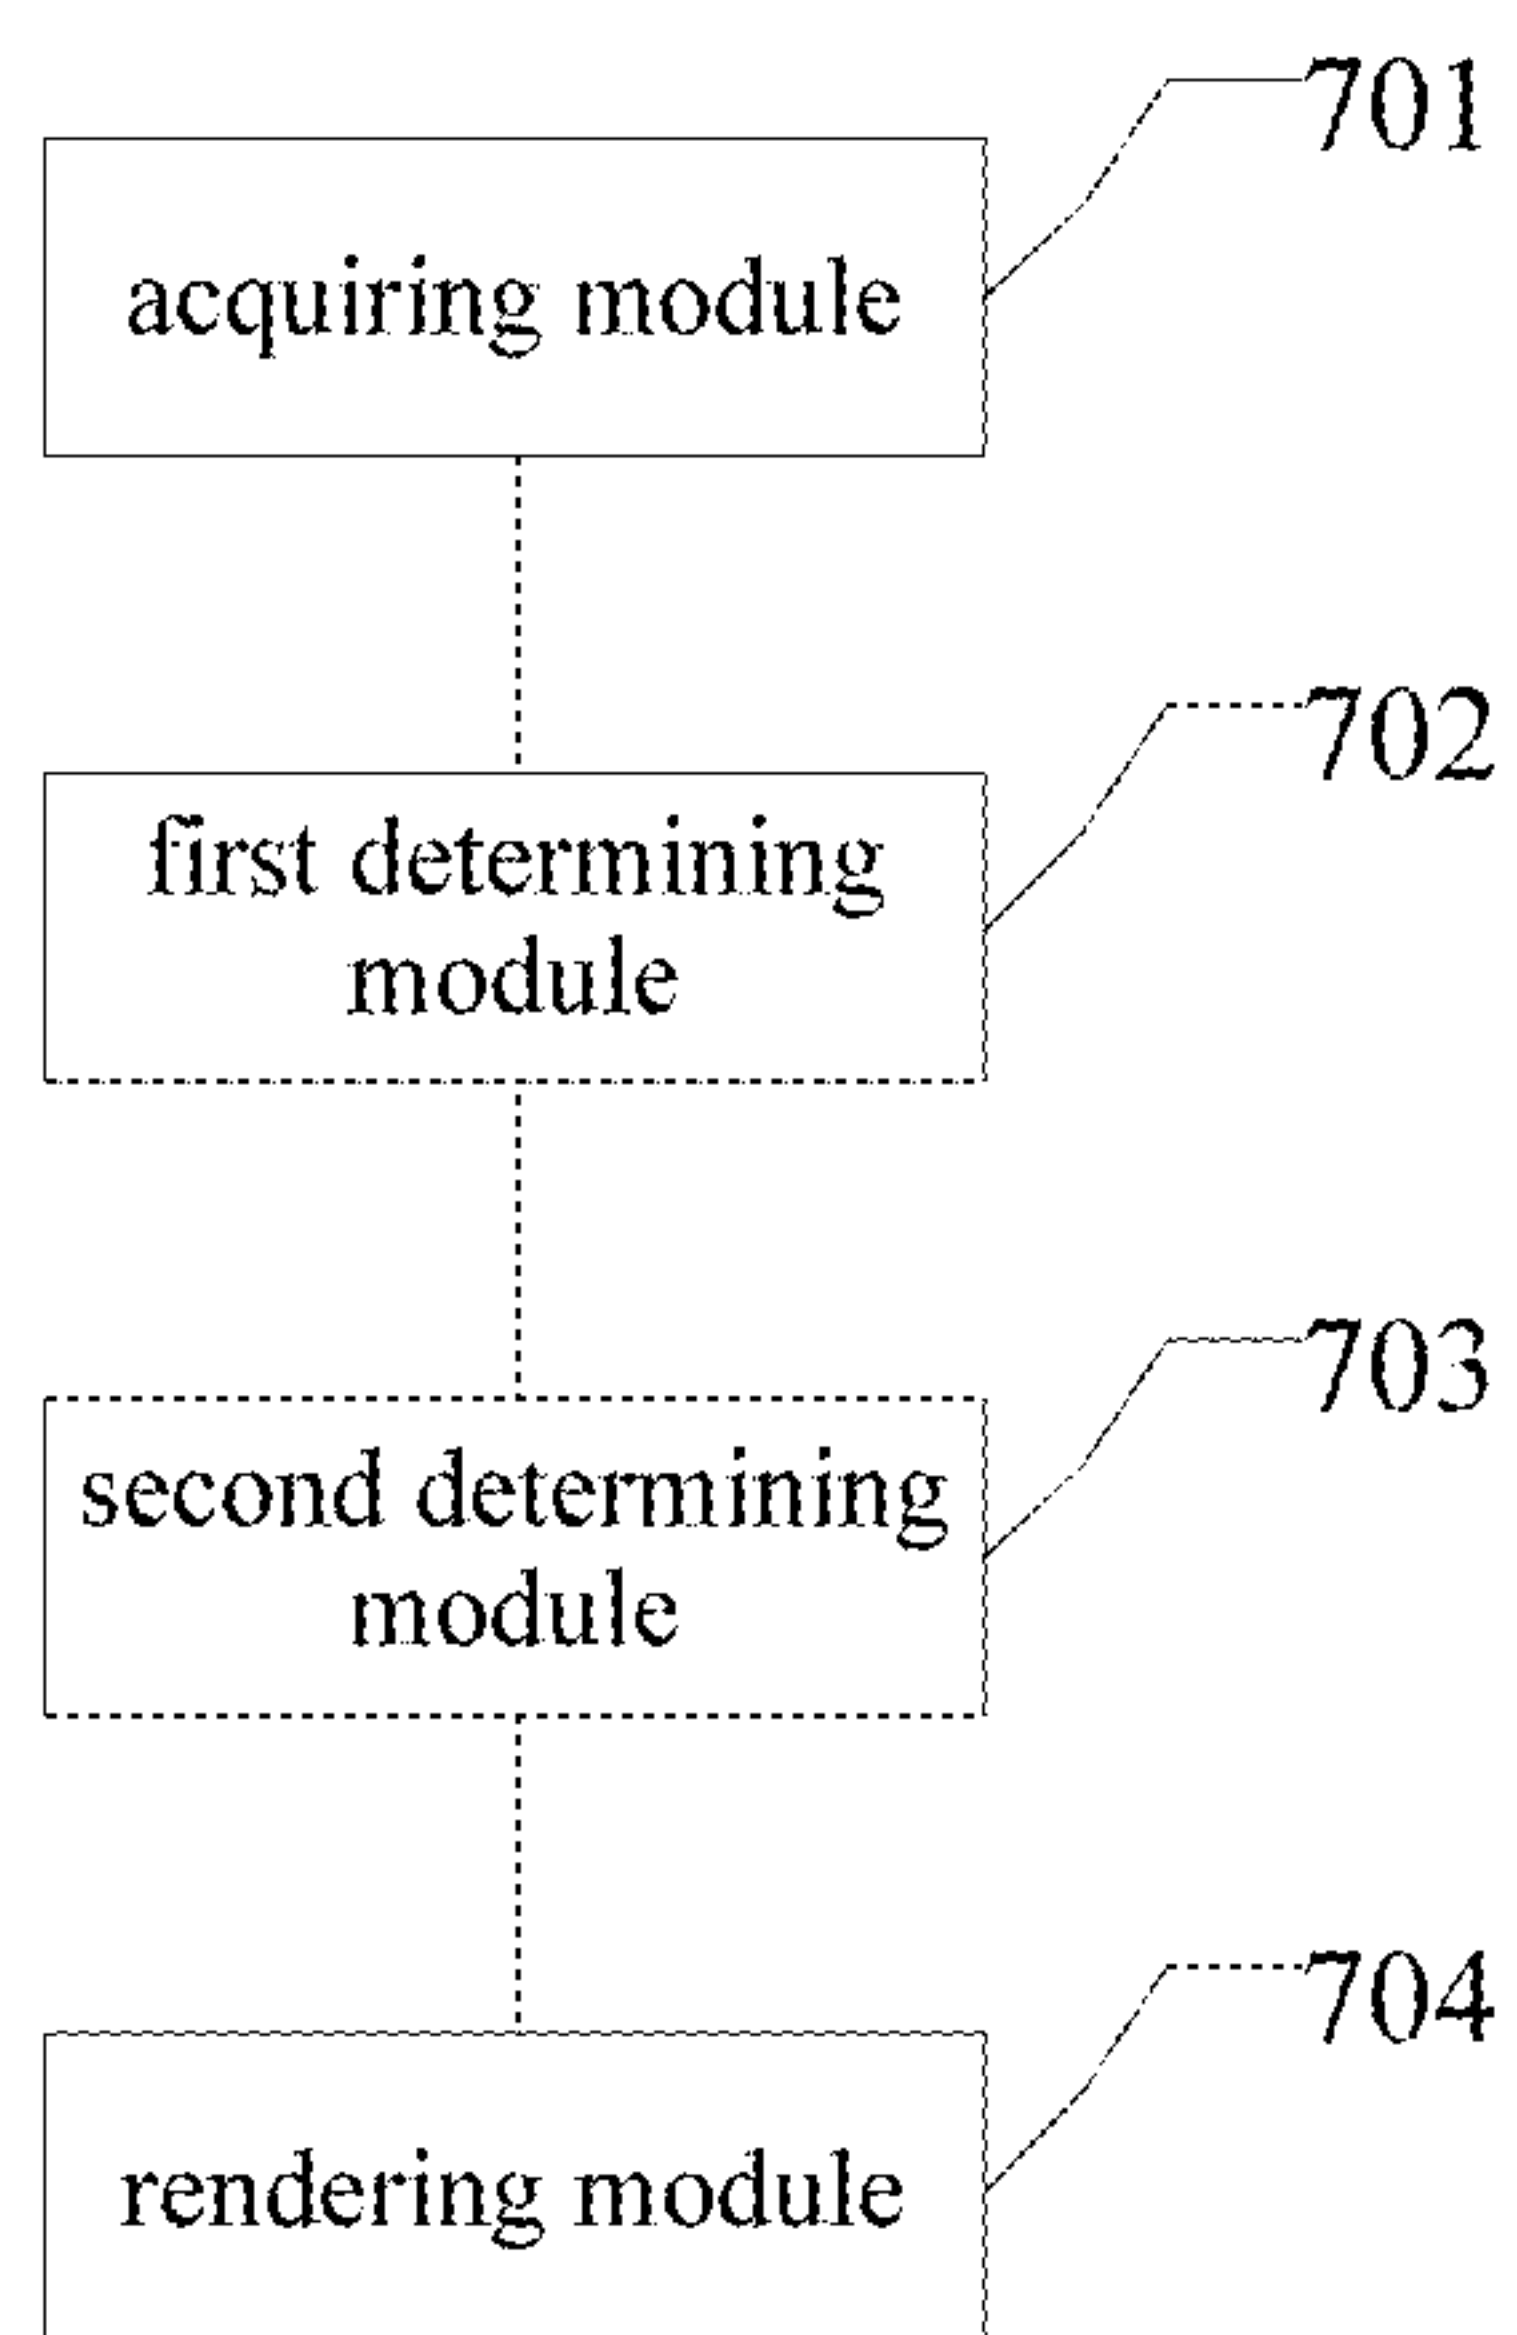 701
acquiring module
702
first determining
module
703
second determining
module
704
rendering module